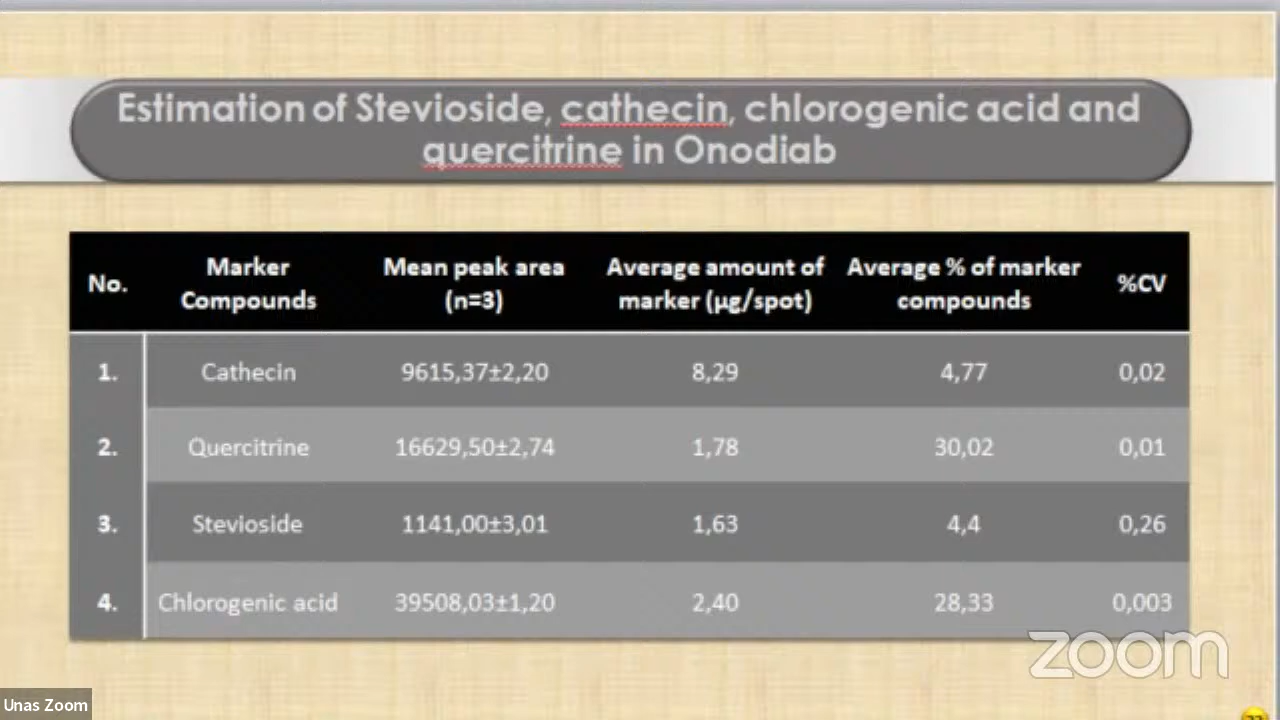 Estimation of Stevioside, cathecin, chlorogenic acid and
quercitrine in Onodiab
No. Marker Compounds Mean peak area (n=3) Average amount of marker (µg/spot) Average % of marker compounds %CV
1. Cathecin 9615,37±2,20 8,29 4,77 0,02
2. Quercitrine 16629,50±2,74 1,78 30,02 0,01
3. Stevioside 1141,00±3,01 1,63 4,4 0,26
4. Chlorogenic acid 39508,03±1,20 2,40 28,33 0,003
zoom
Unas Zoom